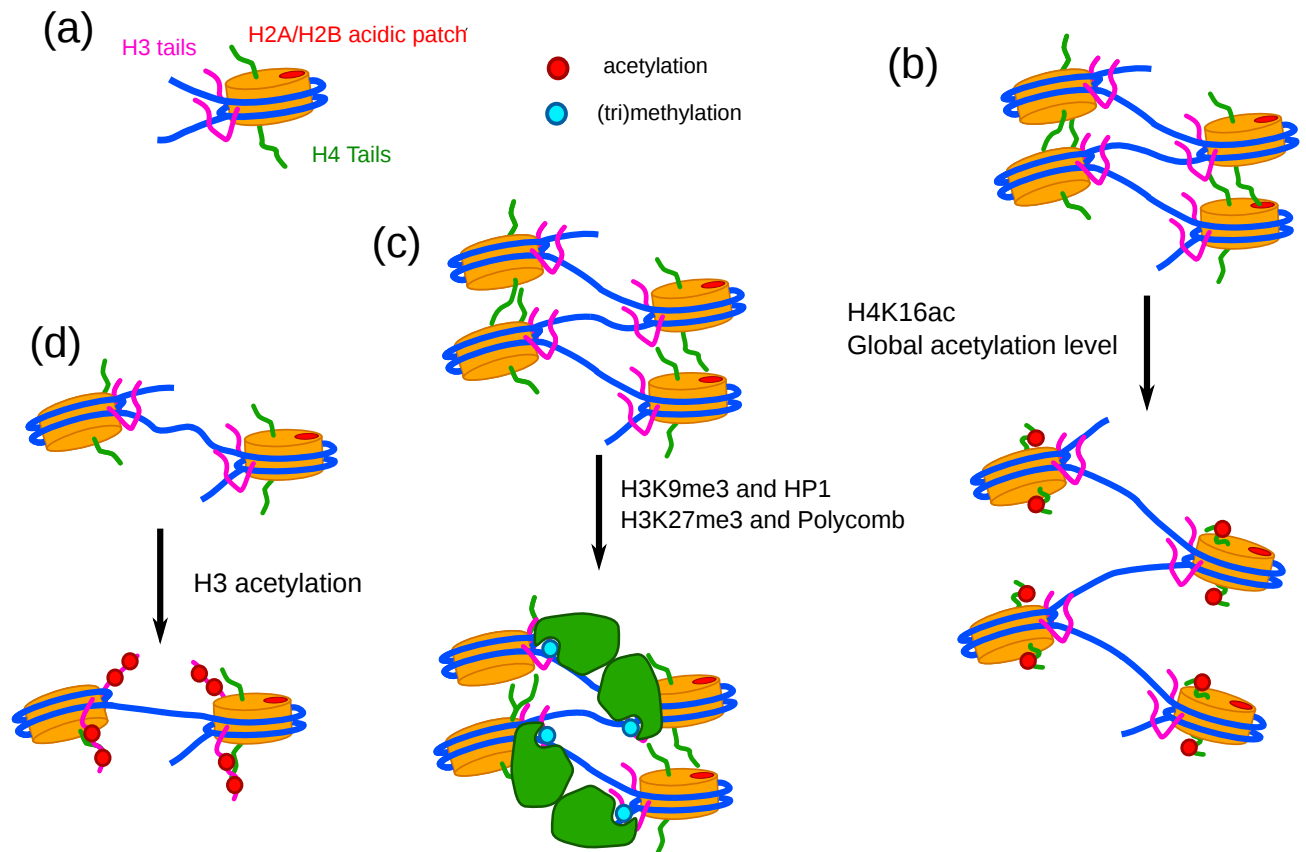 (a)
H3 tails
H2A/H2B acidic patch
H4 Tails
acetylation
(tri)methylation
(b)
H4K16ac
Global acetylation level
(c)
H3K9me3 and HP1
H3K27me3 and Polycomb
(d)
H3 acetylation